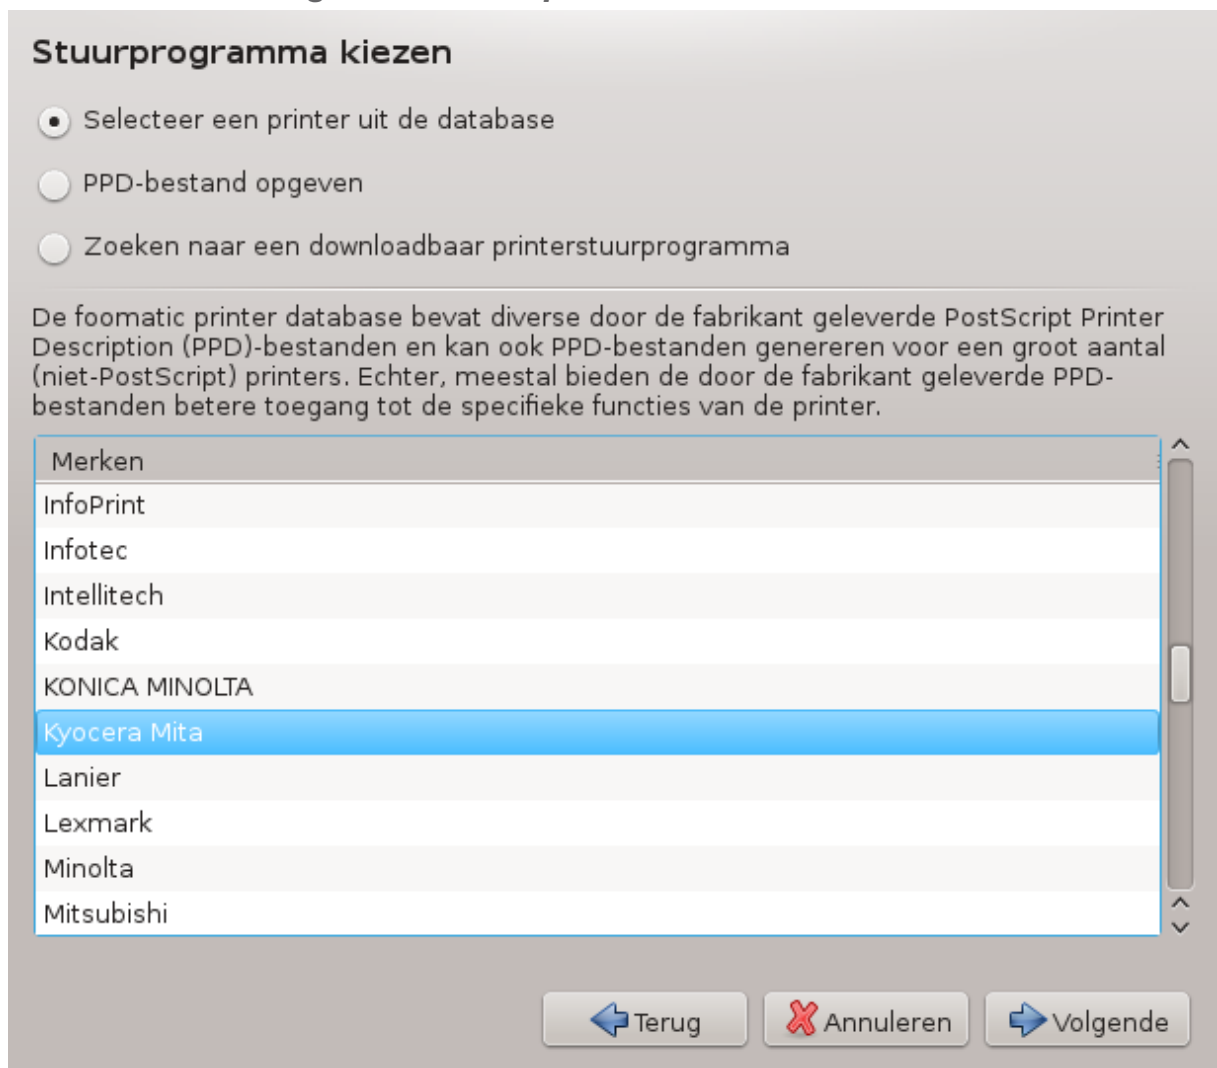 Stuurprogramma kiezen
Selecteer een printer uit de database
PPD-bestand opgeven
Zoeken naar een downloadbaar printerstuurprogramma
De foomatic printer database bevat diverse door de fabrikant geleverde PostScript Printer
Description (PPD)-bestanden en kan ook PPD-bestanden genereren voor een groot aantal
(niet-PostScript) printers. Echter, meestal bieden de door de fabrikant geleverde PPD-
bestanden betere toegang tot de specifieke functies van de printer.
Merken
InfoPrint
Infotec
Intellitech
Kodak
KONICA MINOLTA
Kyocera Mita
Lanier
Lexmark
Minolta
Mitsubishi
Terug Annuleren Volgende